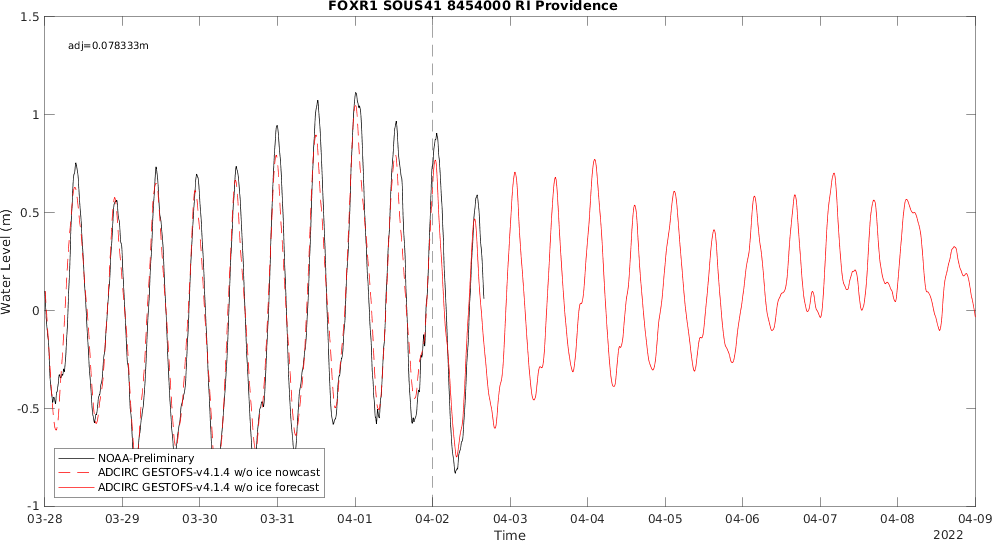 FOXR1 SOUS41 8454000 RI Providence
1.5
adj=0.078333m
1
0.5
0
-0.5
-1
Water Level (m)
NOAA-Preliminary
ADCIRC GESTOFS-v4.1.4 w/o ice nowcast
ADCIRC GESTOFS-v4.1.4 w/o ice forecast
03-28 03-29 03-30 03-31 04-01 04-02 04-03 04-04 04-05 04-06 04-07 04-08 04-09
Time
2022